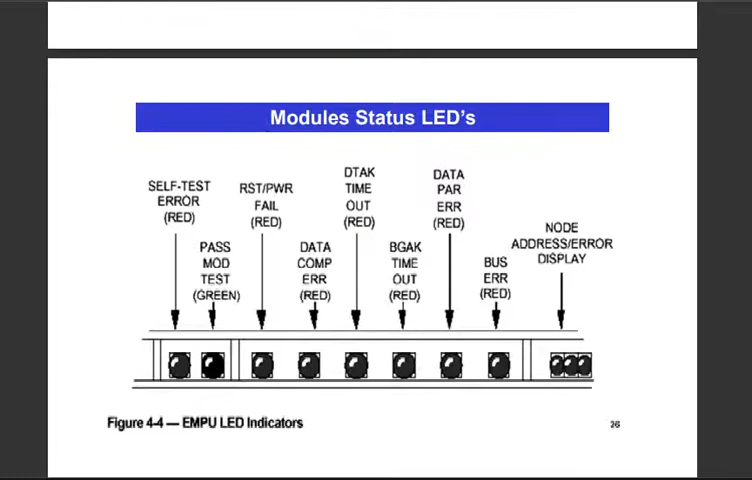 Modules Status LED's
SELF-TEST
ERROR
(RED)
PASS
MOD
TEST
(GREEN)
RST/PWR
FAIL
(RED)
DATA
COMP
ERR
(RED)
DTAK
TIME
OUT
(RED)
BGAK
TIME
OUT
(RED)
DATA
PAR
ERR
(RED)
BUS
ERR
(RED)
NODE
ADDRESS/ERROR
DISPLAY
Figure 4-4 — EMPU LED Indicators
26